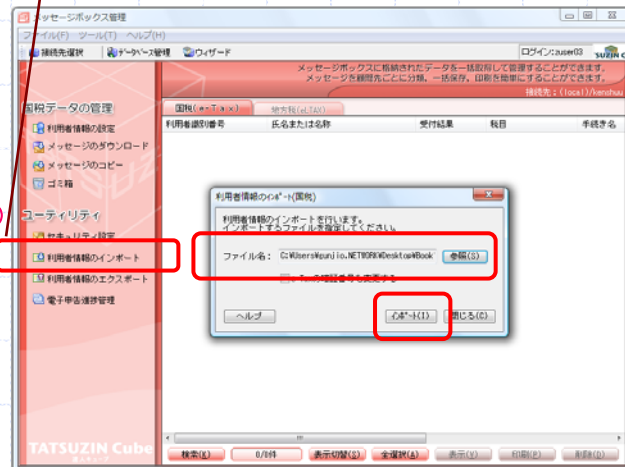 メッセージボックス管理
ファイル(F) ツール(T) ヘルプ(H)
接続先選択 データベース管理 ウィザード ログイン:zuser03
メッセージボックスに格納されたデータを一括取得して管理することができます。
メッセージを顧問先ごとに分類、一括保存、印刷を簡単にすることができます。
接続先：(local)/kenshuu
国税データの管理
利用者情報の設定
メッセージのダウンロード
メッセージのコピー
ゴミ箱
ユーティリティ
セキュリティ設定
利用者情報のインポート
利用者情報のエクスポート
電子申告進捗管理
TATSUZIN Cube
国税(e-Tax) 地方税(eLTAX)
利用者識別番号 氏名または名称 受付結果 税目 手続き名
利用者情報のインポート(国税)
利用者情報のインポートを行います。
インポートするファイルを指定してください。
ファイル名： C:¥Users¥gunjio.NETWORK¥Desktop¥Book 参照(S)
e-Taxの暗証番号も変更する
ヘルプ インポート(I) 閉じる(C)
検索(K) 0/0件 表示切替(S) 全選択(A) 表示(V) 印刷(P) 削除(D)